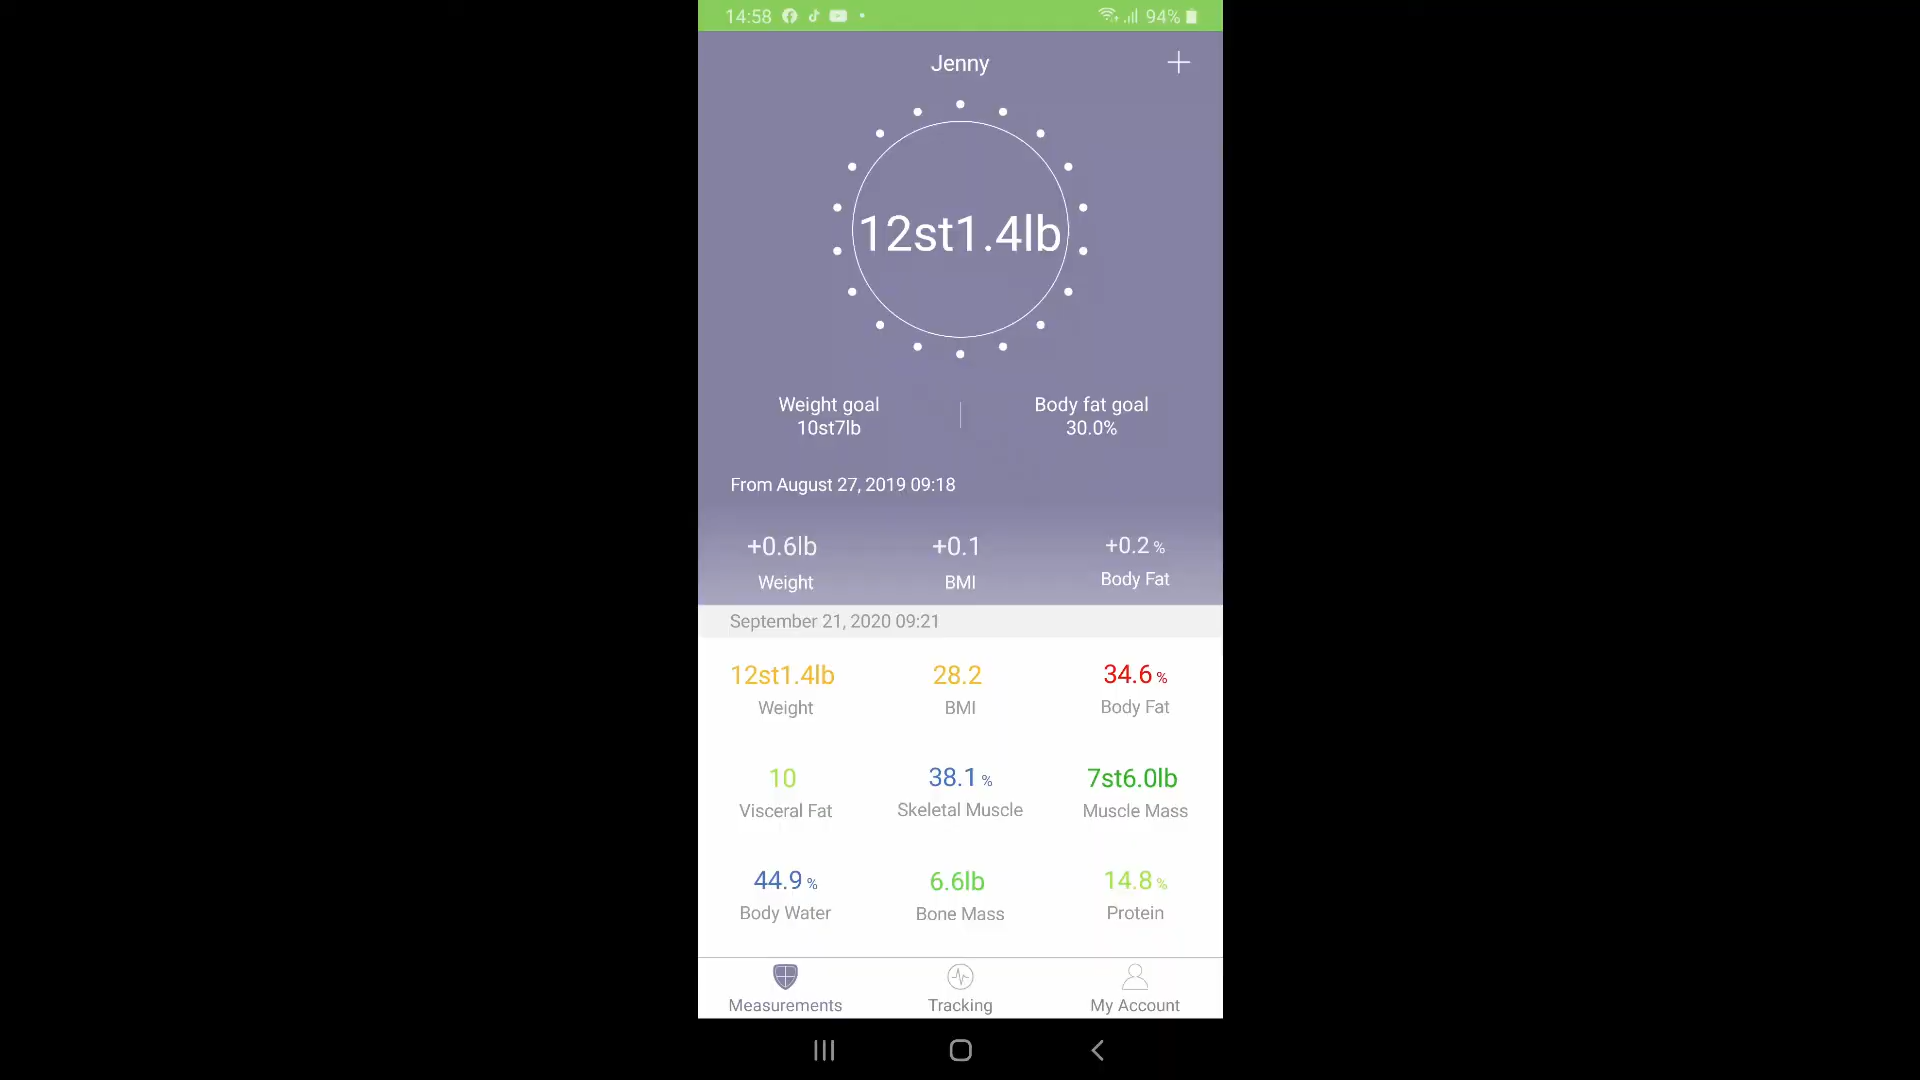 14:58 94%
Jenny
12st1.4lb
Weight goal Body fat goal
10st7lb 30.0%
From August 27, 2019 09:18
+0.6lb +0.1 +0.2 %
Weight BMI Body Fat
September 21, 2020 09:21
12st1.4lb 28.2 34.6 %
Weight BMI Body Fat
10 38.1 % 7st6.0lb
Visceral Fat Skeletal Muscle Muscle Mass
44.9 % 6.6lb 14.8 %
Body Water Bone Mass Protein
Measurements Tracking My Account